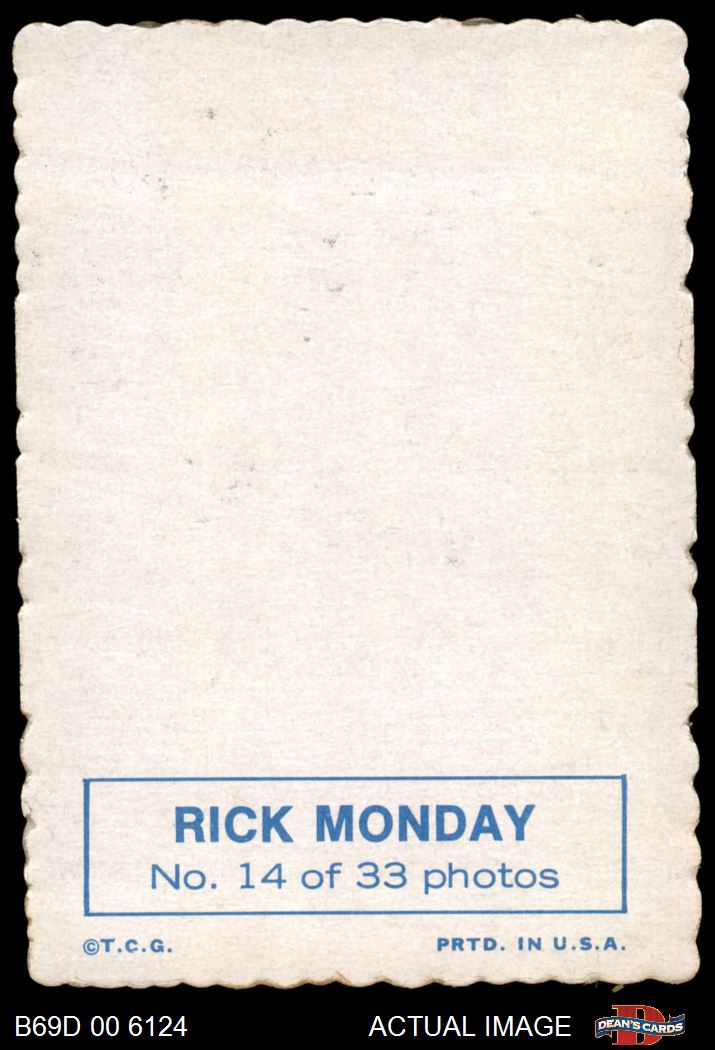 RICK MONDAY
No. 14 of 33 photos
©T.C.G. PRTD. IN U.S.A.
B69D 00 6124 ACTUAL IMAGE D DEAN'S CARDS